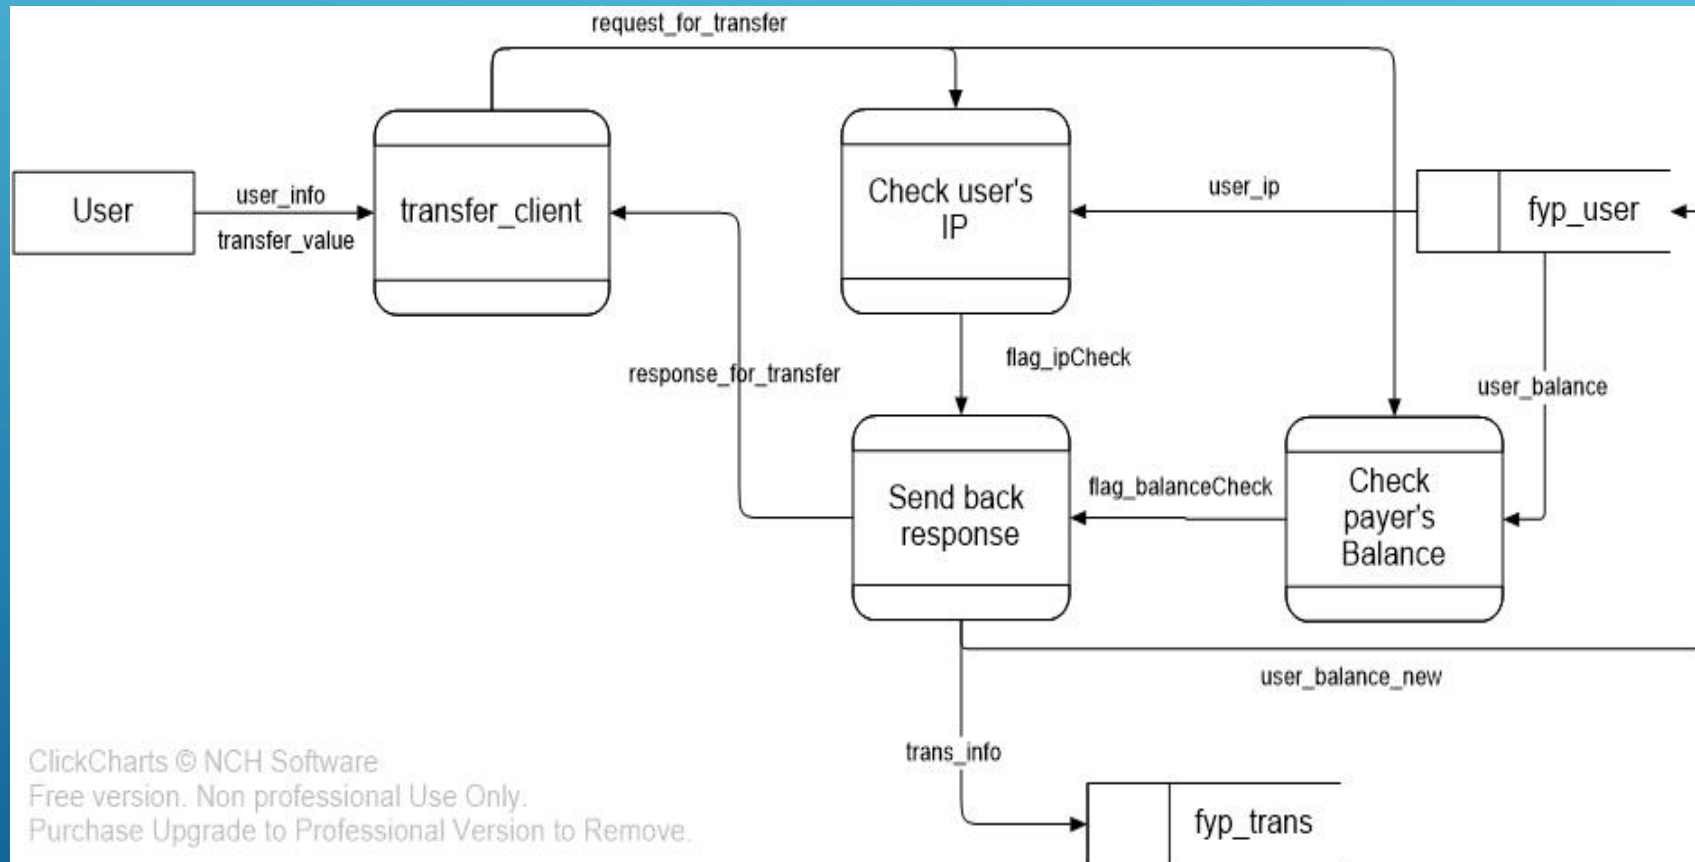 request_for_transfer
User
user_info
transfer_value
transfer_client
Check user's
IP
user_ip
fyp_user
flag_ipCheck
response_for_transfer
user_balance
Send back
response
flag_balanceCheck
Check
payer's
Balance
user_balance_new
trans_info
fyp_trans
ClickCharts © NCH Software
Free version. Non professional Use Only.
Purchase Upgrade to Professional Version to Remove.